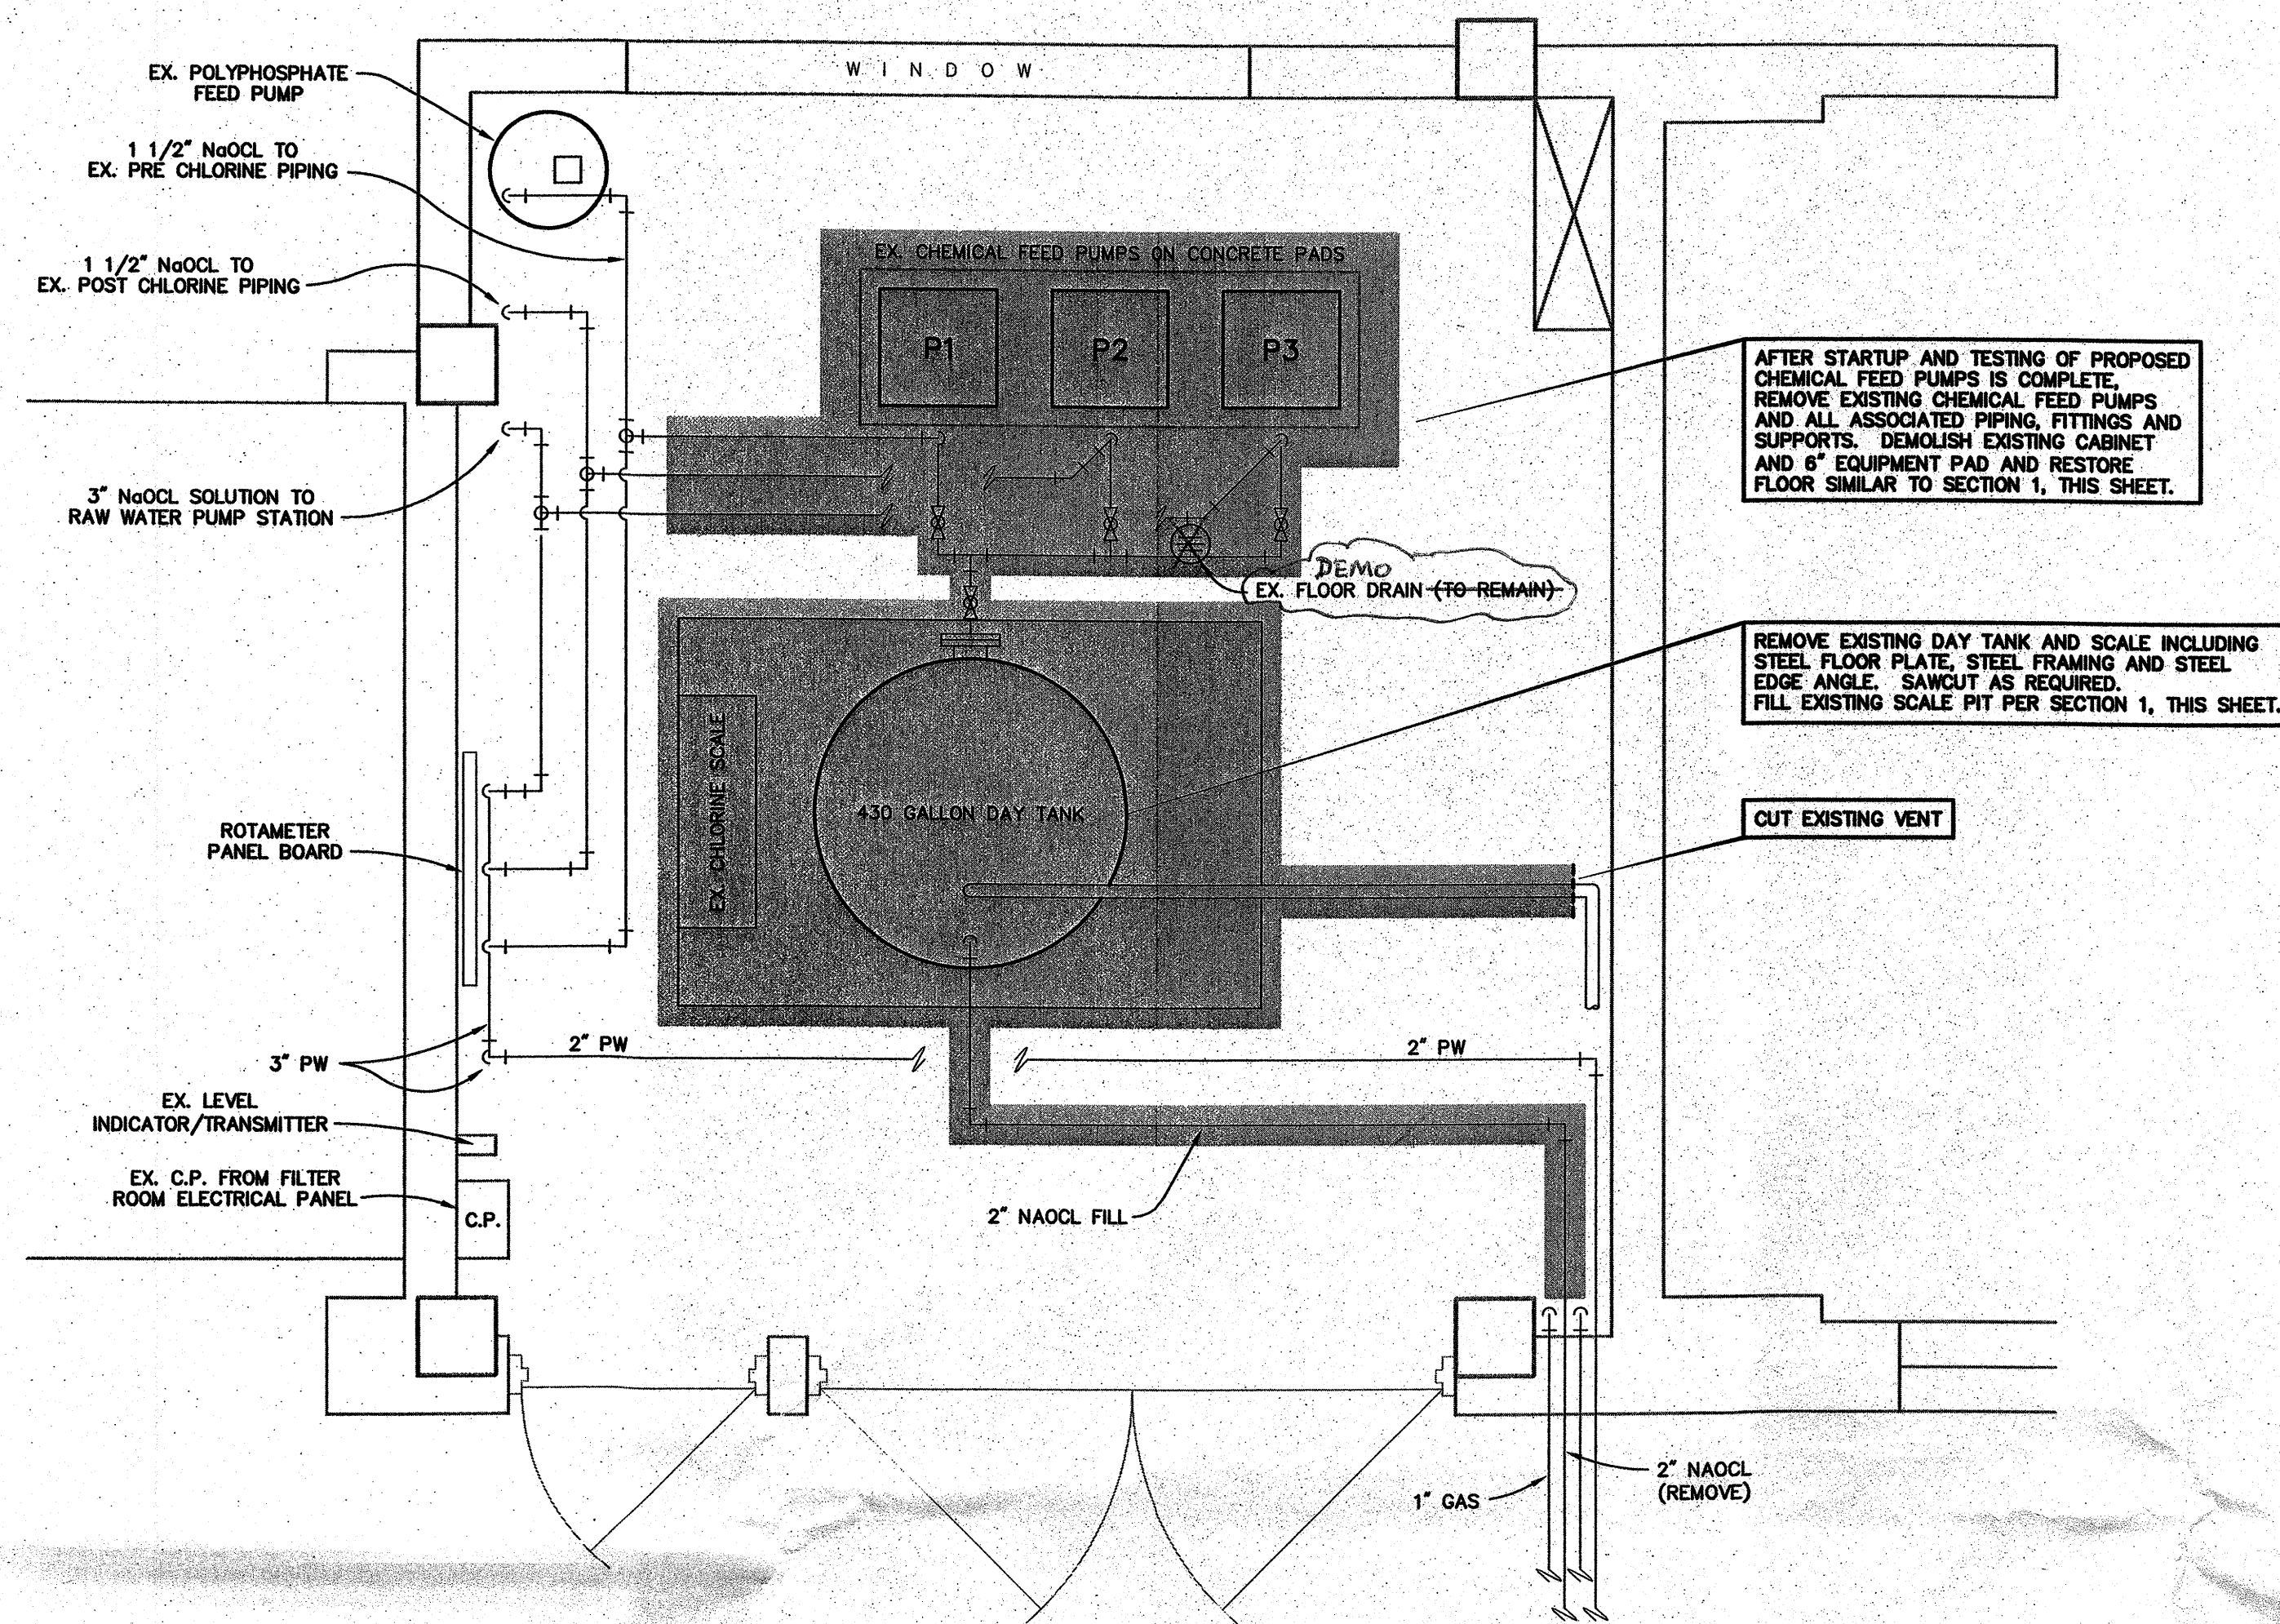 WINDOW
EX. POLYPHOSPHATE
FEED PUMP
1 1/2" NaOCL TO
EX. PRE CHLORINE PIPING
1 1/2" NaOCL TO
EX. POST CHLORINE PIPING
3" NaOCL SOLUTION TO
RAW WATER PUMP STATION
EX. CHEMICAL FEED PUMPS ON CONCRETE PADS
P1
P2
P3
AFTER STARTUP AND TESTING OF PROPOSED
CHEMICAL FEED PUMPS IS COMPLETE,
REMOVE EXISTING CHEMICAL FEED PUMPS
AND ALL ASSOCIATED PIPING, FITTINGS AND
SUPPORTS. DEMOLISH EXISTING CABINET
AND 6" EQUIPMENT PAD AND RESTORE
FLOOR SIMILAR TO SECTION 1, THIS SHEET.
DEMO
EX. FLOOR DRAIN (TO REMAIN)
REMOVE EXISTING DAY TANK AND SCALE INCLUDING
STEEL FLOOR PLATE, STEEL FRAMING AND STEEL
EDGE ANGLE. SAWCUT AS REQUIRED.
FILL EXISTING SCALE PIT PER SECTION 1, THIS SHEET.
EX. CHLORINE SCALE
430 GALLON DAY TANK
CUT EXISTING VENT
ROTAMETER
PANEL BOARD
3" PW
2" PW
2" PW
EX. LEVEL
INDICATOR/TRANSMITTER
EX. C.P. FROM FILTER
ROOM ELECTRICAL PANEL
C.P.
2" NAOCL FILL
1" GAS
2" NAOCL
(REMOVE)